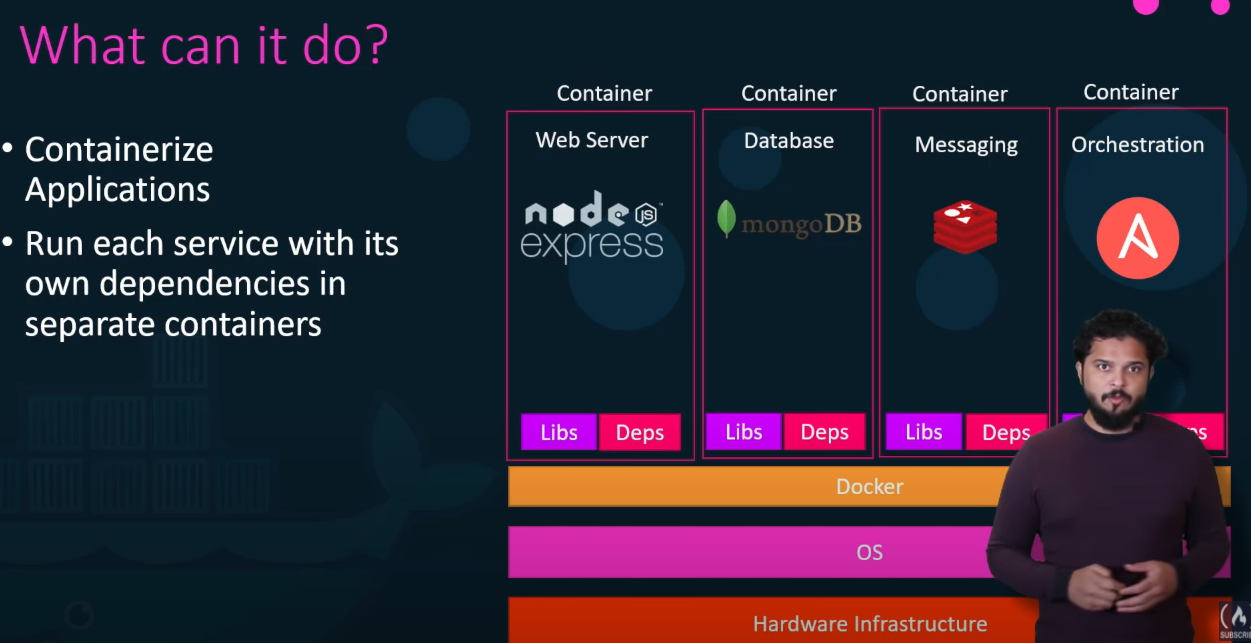 What can it do?
• Containerize
Applications
• Run each service with its
own dependencies in
separate containers
Container
Container
Container
Container
Web Server
Database
Messaging
Orchestration
node JS
express
mongoDB
Libs
Deps
Libs
Deps
Libs
Deps
Docker
OS
Hardware Infrastructure